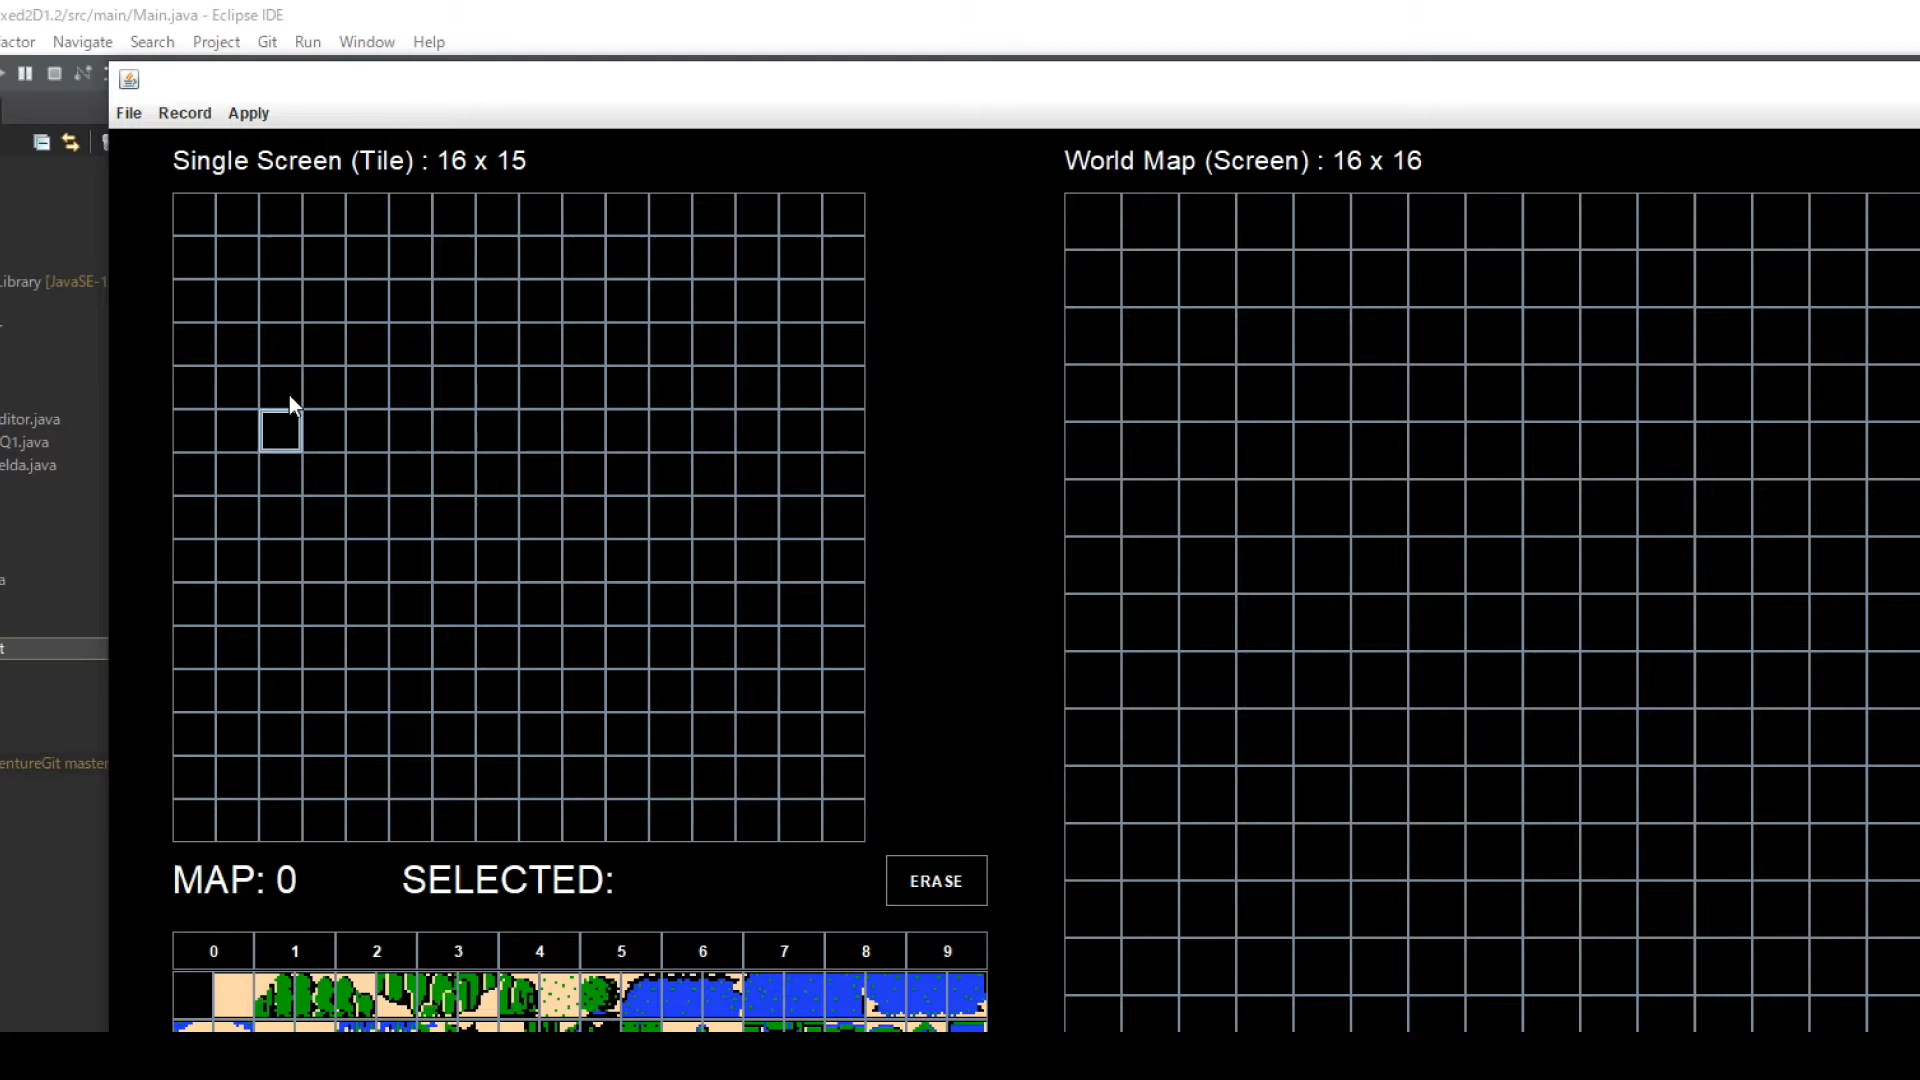 xed2D1.2/src/main/Main.java - Eclipse IDE
actor Navigate Search Project Git Run Window Help
File Record Apply
Single Screen (Tile) : 16 x 15
World Map (Screen) : 16 x 16
Library [JavaSE-1
ditor.java
Q1.java
elda.java
a
t
entureGit master
MAP: 0 SELECTED:
ERASE
0 1 2 3 4 5 6 7 8 9